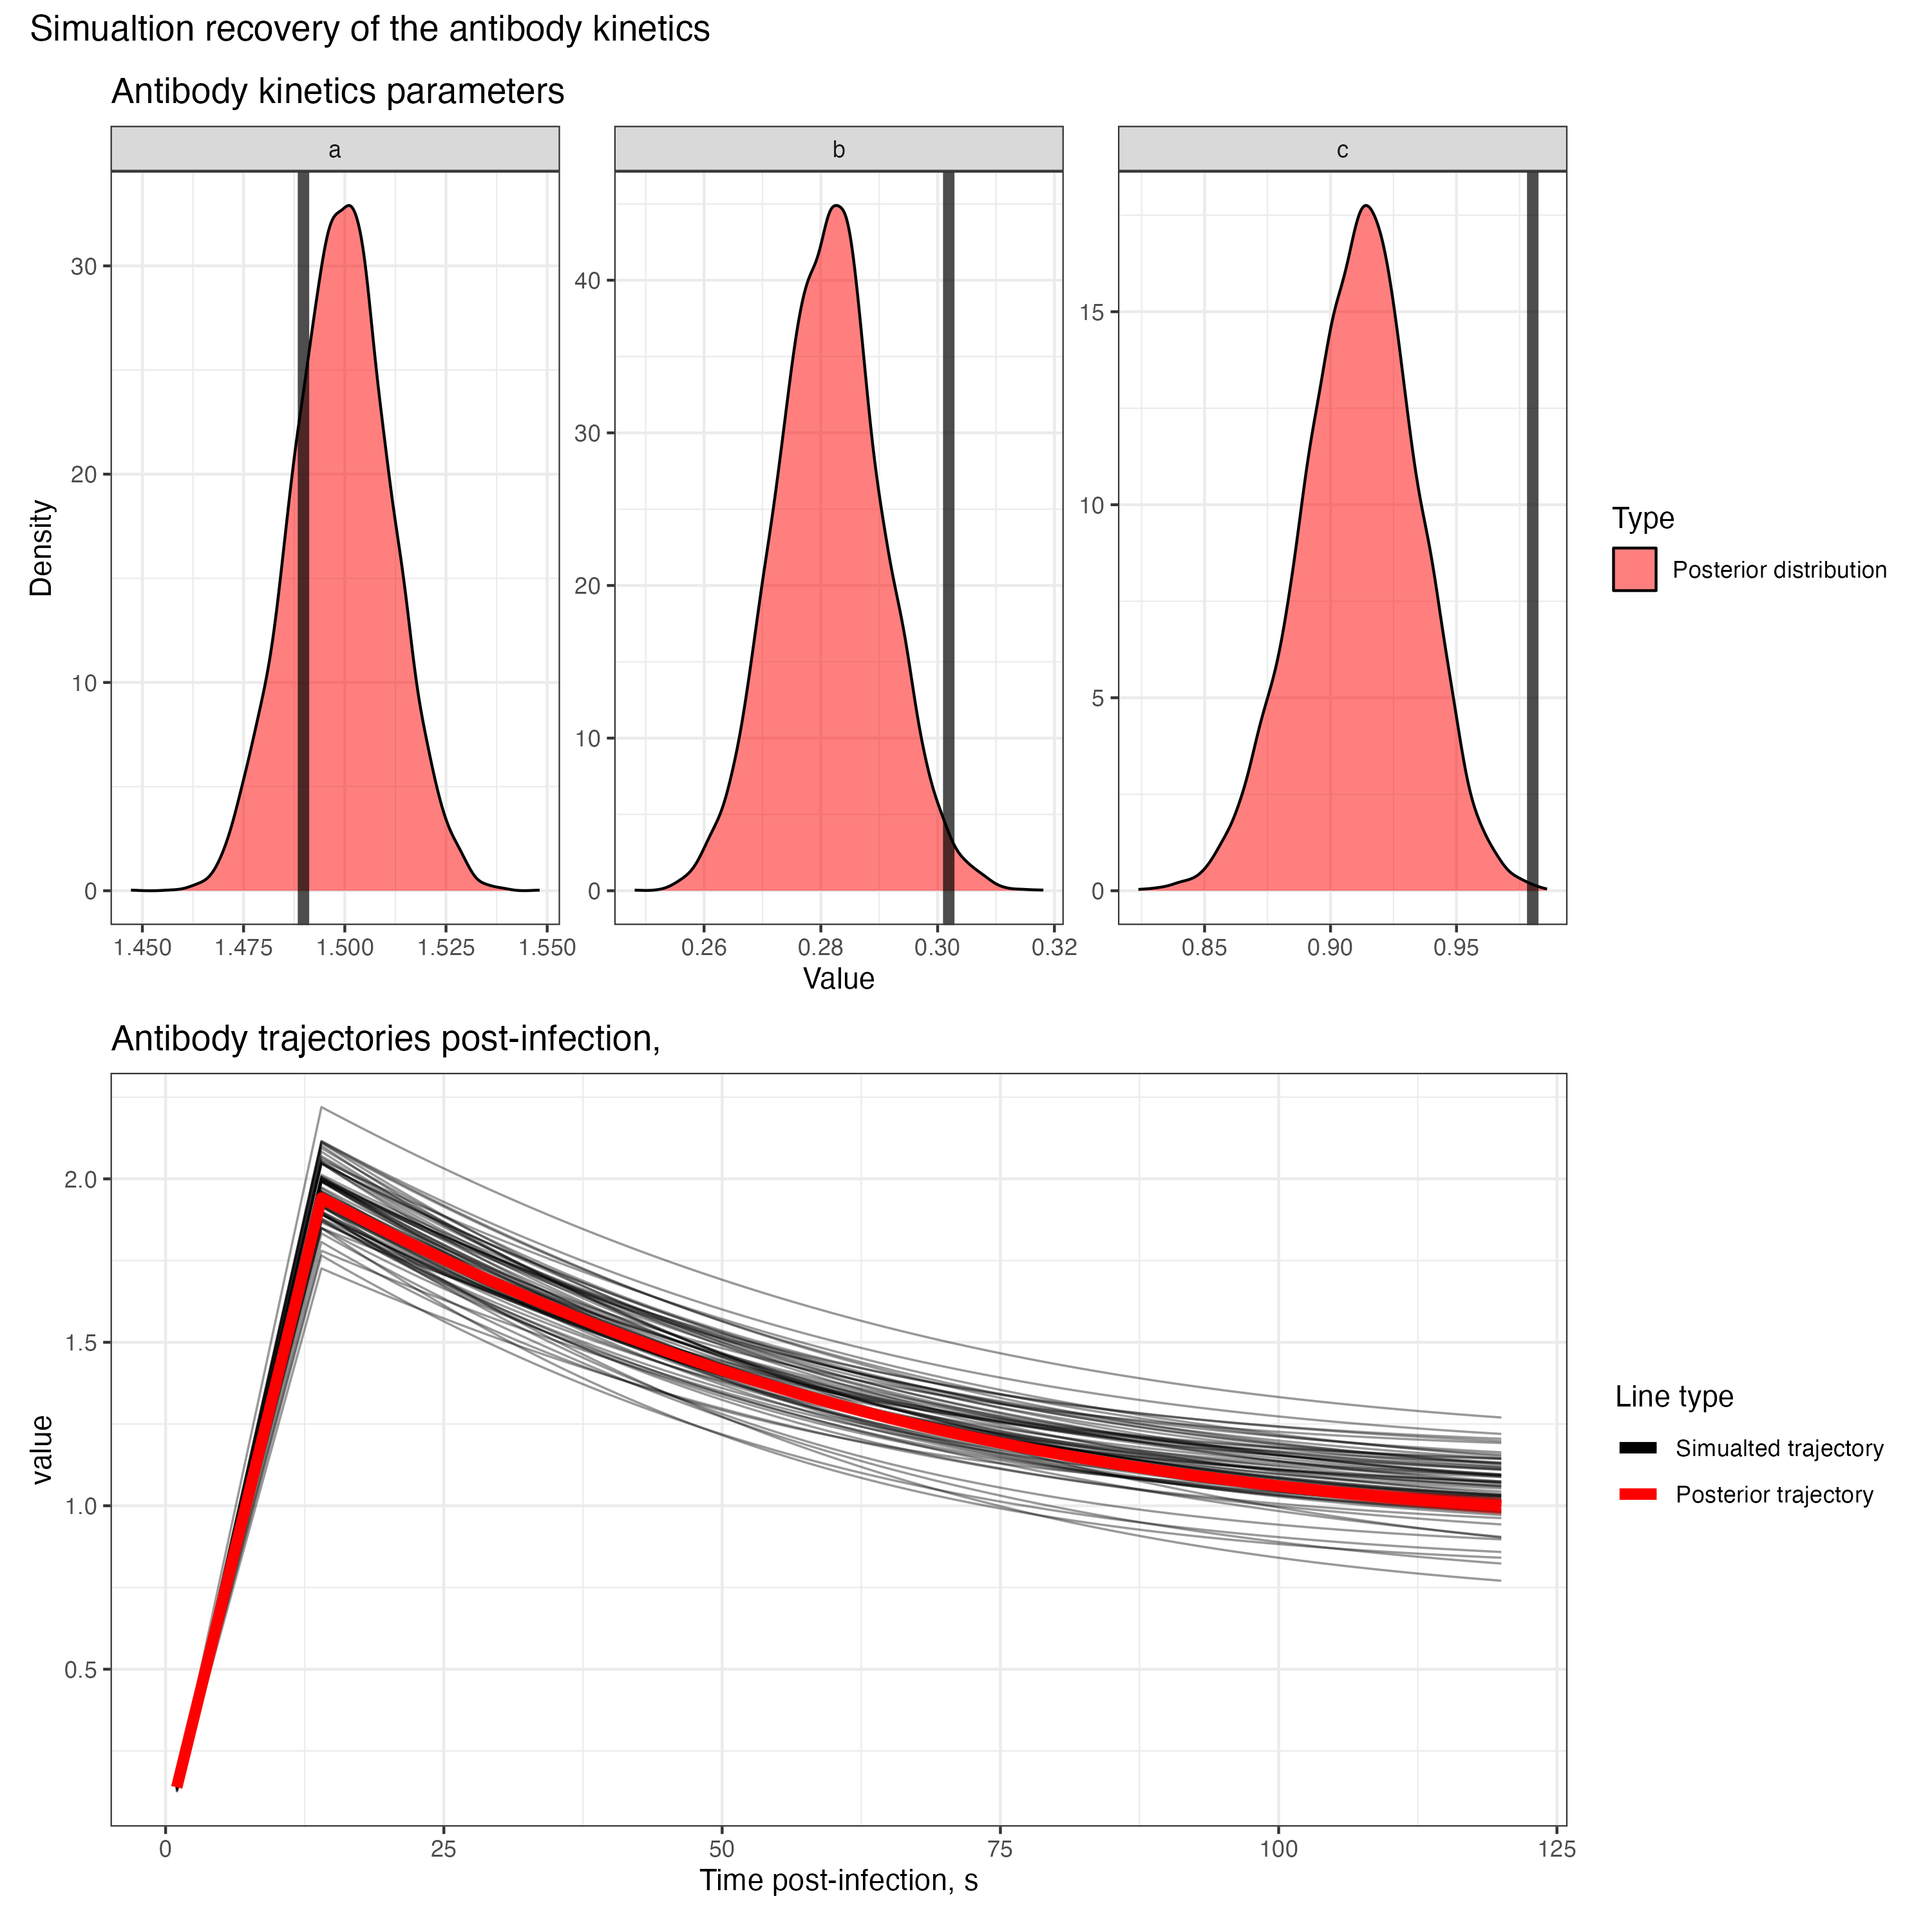 Simualtion recovery of the antibody kinetics
Antibody kinetics parameters
a
b
c
Density
30
20
10
0
1.450 1.475 1.500 1.525 1.550
40
30
20
10
0
0.26 0.28 0.30 0.32
15
10
5
0
0.85 0.90 0.95
Value
Type
Posterior distribution
Antibody trajectories post-infection,
value
2.0
1.5
1.0
0.5
0 25 50 75 100 125
Time post-infection, s
Line type
Simualted trajectory
Posterior trajectory